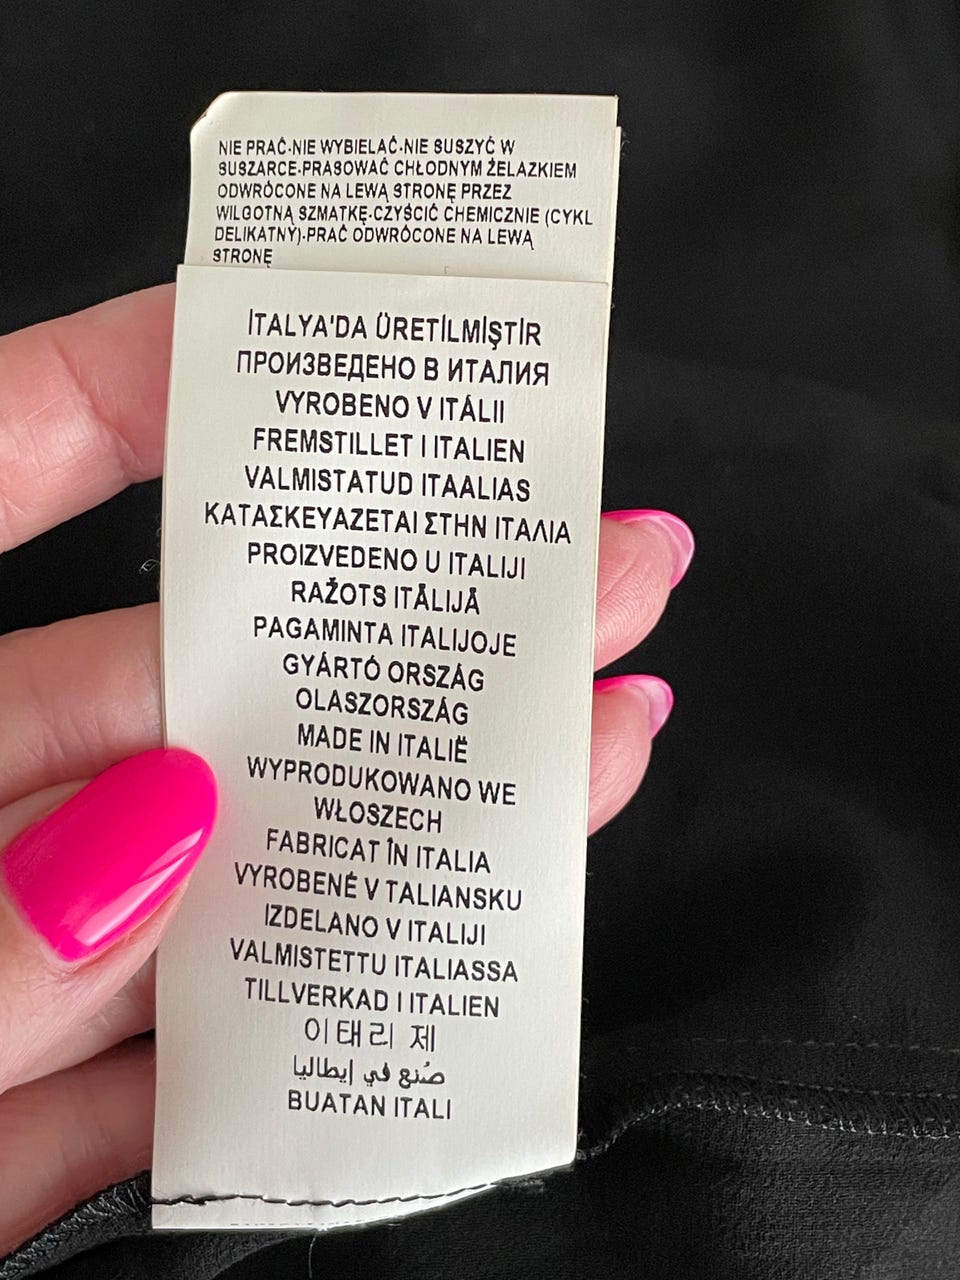 NIE PRAĆ-NIE WYBIELAĆ-NIE SUSZYĆ W
SUSZARCE-PRASOWAĆ CHŁODNYM ŻELAZKIEM
ODWRÓCONE NA LEWĄ STRONĘ PRZEZ
WILGOTNĄ SZMATKĘ-CZYŚCIĆ CHEMICZNIE (CYKL
DELIKATNY)-PRAĆ ODWRÓCONE NA LEWĄ
STRONĘ
İTALYA'DA ÜRETİLMİŞTİR
ПРОИЗВЕДЕНО В ИТАЛИЯ
VYROBENO V ITÁLII
FREMSTILLET I ITALIEN
VALMISTATUD ITAALIAS
ΚΑΤΑΣΚΕΥΑΖΕΤΑΙ ΣΤΗΝ ΙΤΑΛΙΑ
PROIZVEDENO U ITALIJI
RAŽOTS ITĀLIJĀ
PAGAMINTA ITALIJOJE
GYÁRTÓ ORSZÁG
OLASZORSZÁG
MADE IN ITALIË
WYPRODUKOWANO WE
WŁOSZECH
FABRICAT ÎN ITALIA
VYROBENÉ V TALIANSKU
IZDELANO V ITALIJI
VALMISTETTU ITALIASSA
TILLVERKAD I ITALIEN
이태리 제
صُنع في إيطاليا
BUATAN ITALI